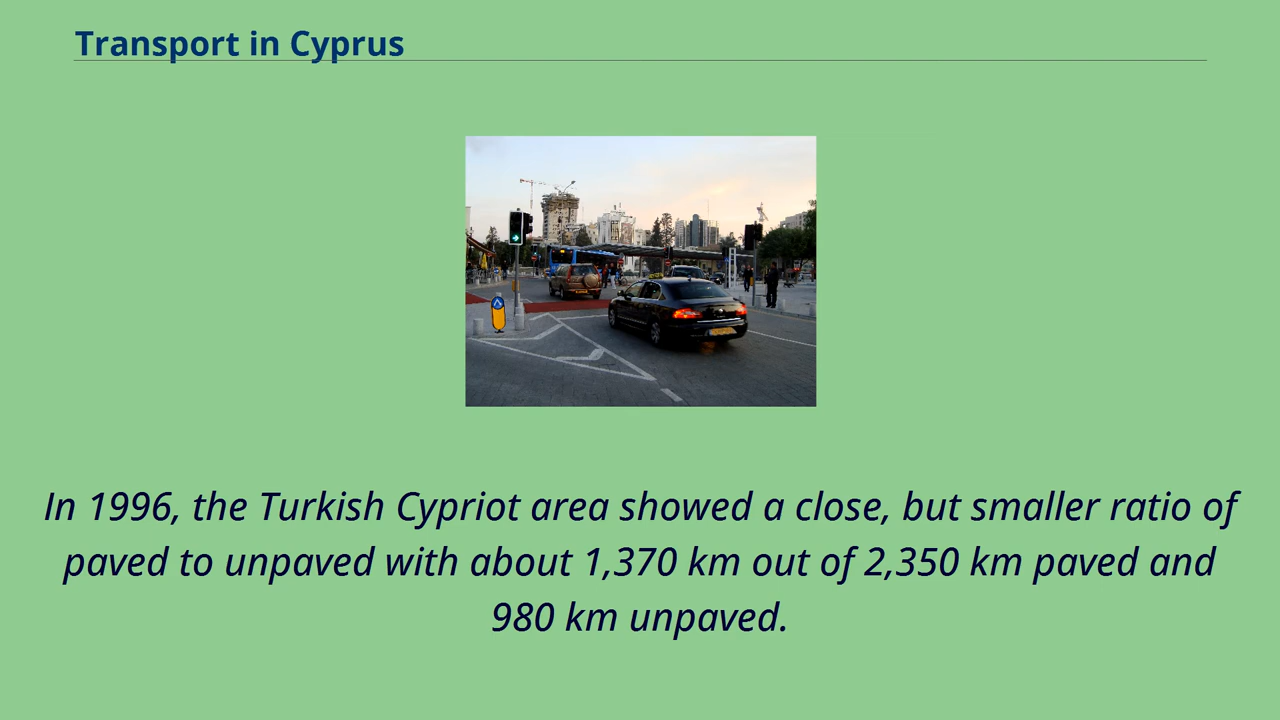 Transport in Cyprus
In 1996, the Turkish Cypriot area showed a close, but smaller ratio of
paved to unpaved with about 1,370 km out of 2,350 km paved and
980 km unpaved.